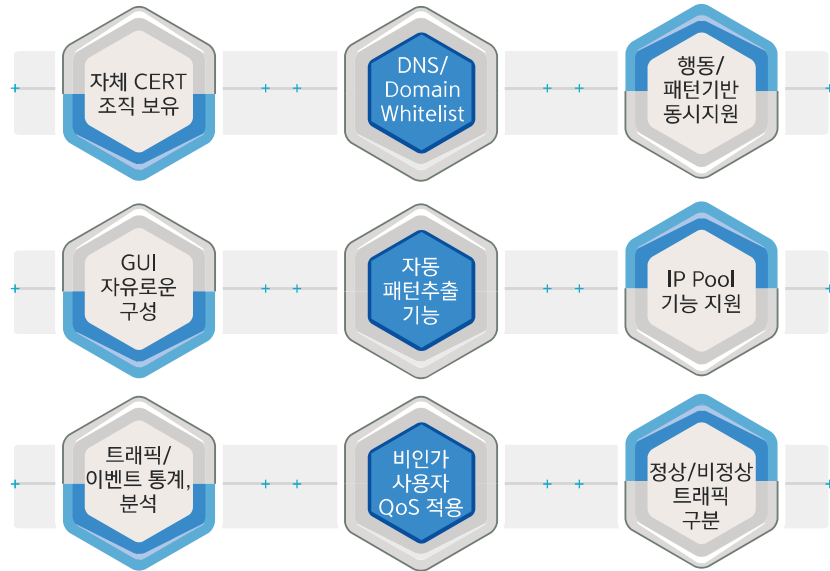 자체 CERT
조직 보유
DNS/
Domain
Whitelist
행동/
패턴기반
동시지원
GUI
자유로운
구성
자동
패턴추출
기능
IP Pool
기능 지원
트래픽/
이벤트 통계,
분석
비인가
사용자
QoS 적용
정상/비정상
트래픽
구분